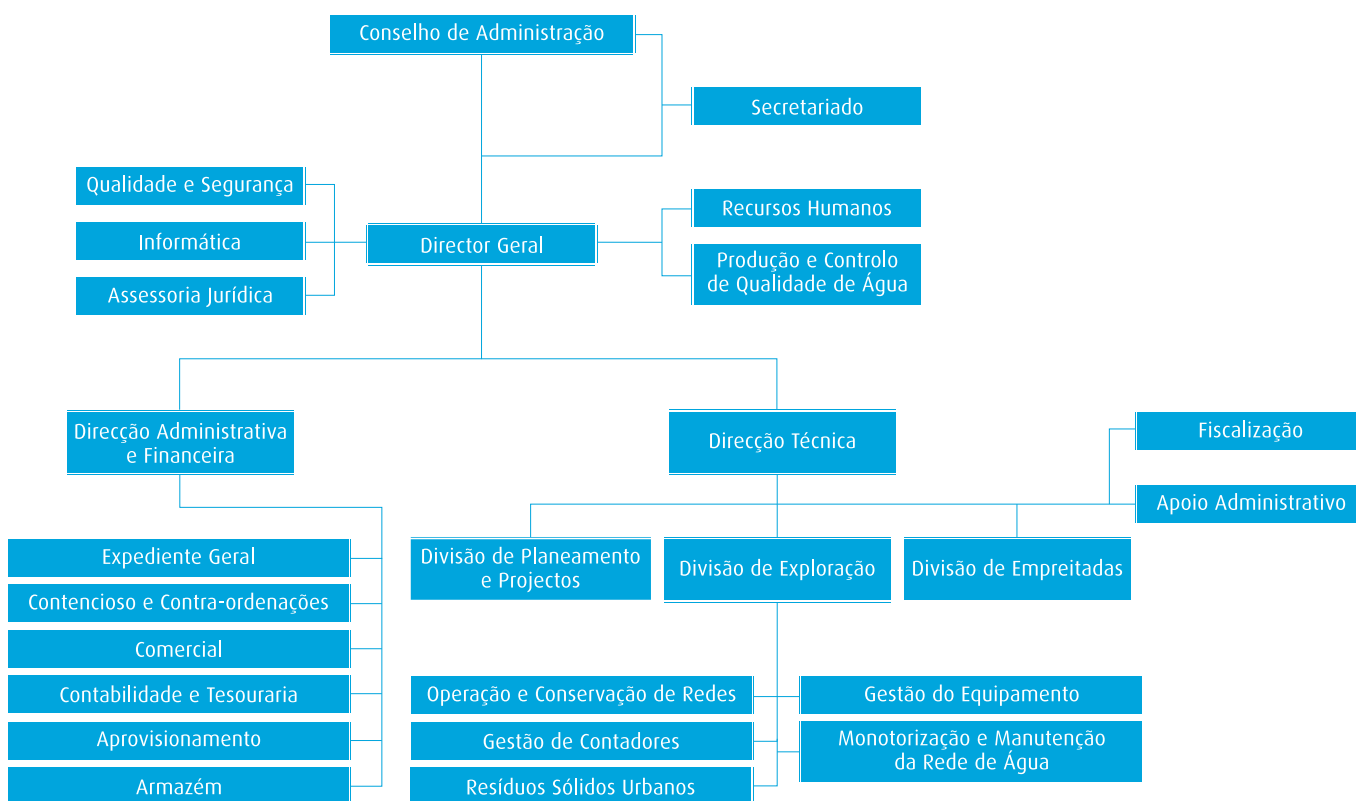 Conselho de Administração
Secretariado
Qualidade e Segurança
Informática
Assessoria Jurídica
Director Geral
Recursos Humanos
Produção e Controlo
de Qualidade de Água
Direcção Administrativa
e Financeira
Direcção Técnica
Fiscalização
Apoio Administrativo
Expediente Geral
Contencioso e Contra-ordenações
Comercial
Contabilidade e Tesouraria
Aprovisionamento
Armazém
Divisão de Planeamento
e Projectos
Divisão de Exploração
Divisão de Empreitadas
Operação e Conservação de Redes
Gestão de Contadores
Resíduos Sólidos Urbanos
Gestão do Equipamento
Monotorização e Manutenção
da Rede de Água